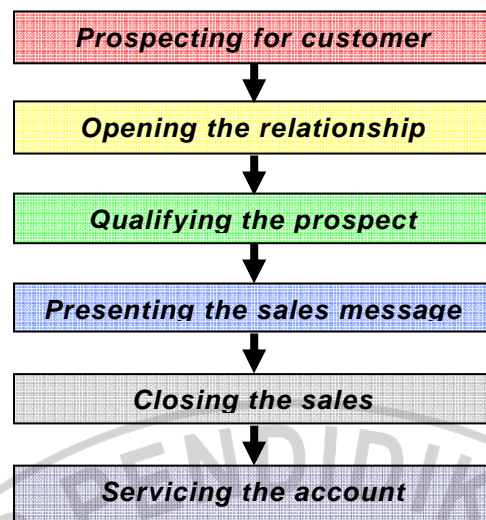 Prospecting for customer
Opening the relationship
Qualifying the prospect
Presenting the sales message
Closing the sales
PENDIDIK
Servicing the account